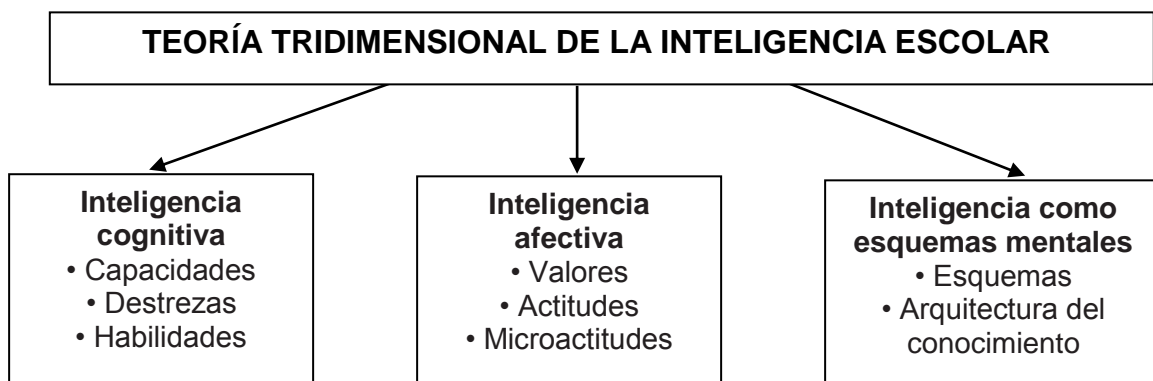 TEORÍA TRIDIMENSIONAL DE LA INTELIGENCIA ESCOLAR
Inteligencia
cognitiva
• Capacidades
• Destrezas
• Habilidades
Inteligencia
afectiva
• Valores
• Actitudes
• Microactitudes
Inteligencia como
esquemas mentales
• Esquemas
• Arquitectura del
conocimiento